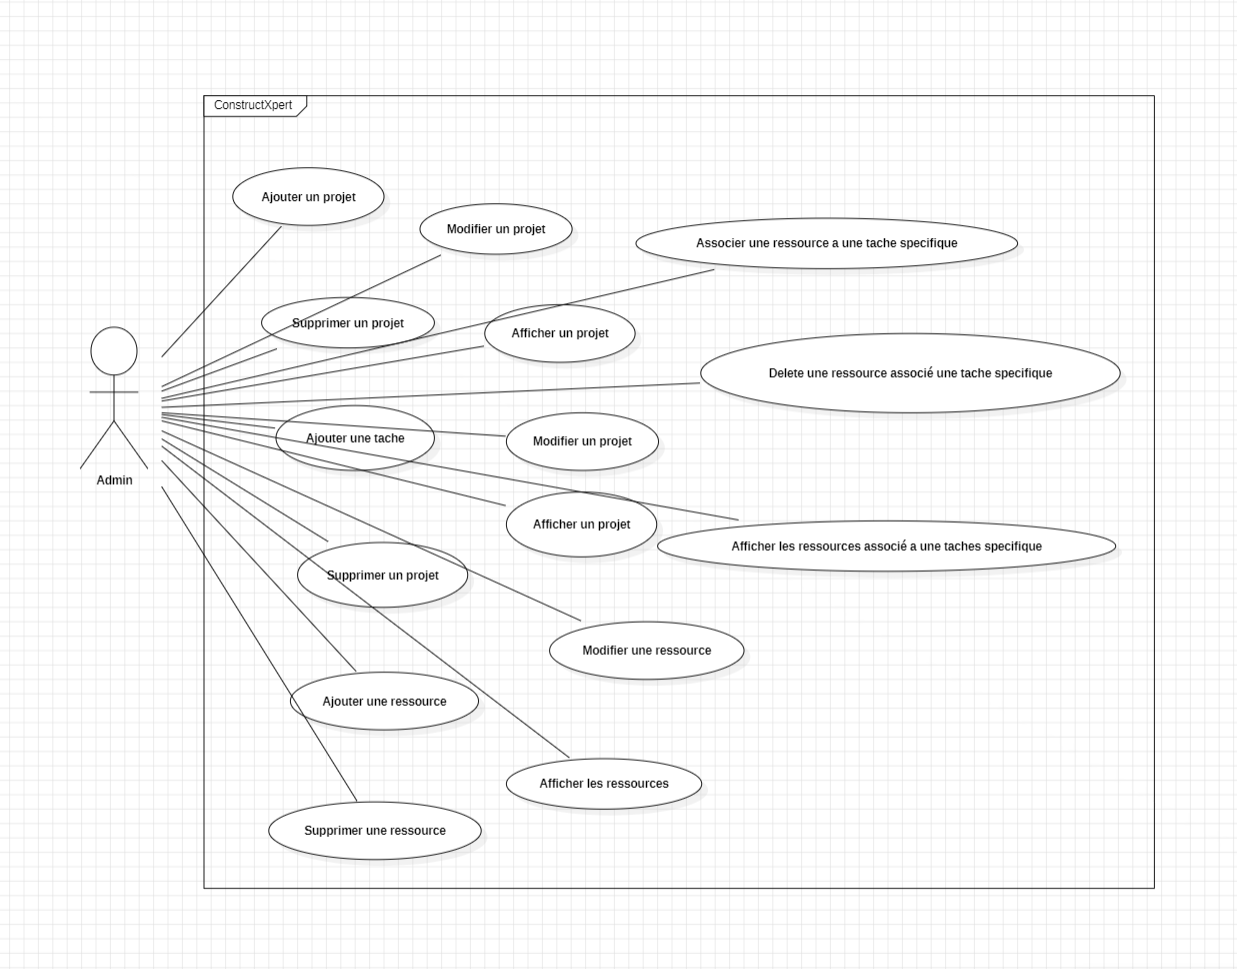 ConstructXpert
Ajouter un projet
Modifier un projet
Associer une ressource a une tache specifique
Supprimer un projet
Afficher un projet
Delete une ressource associé une tache specifique
Ajouter une tache
Modifier un projet
Admin
Afficher un projet
Afficher les ressources associé a une taches specifique
Supprimer un projet
Modifier une ressource
Ajouter une ressource
Afficher les ressources
Supprimer une ressource